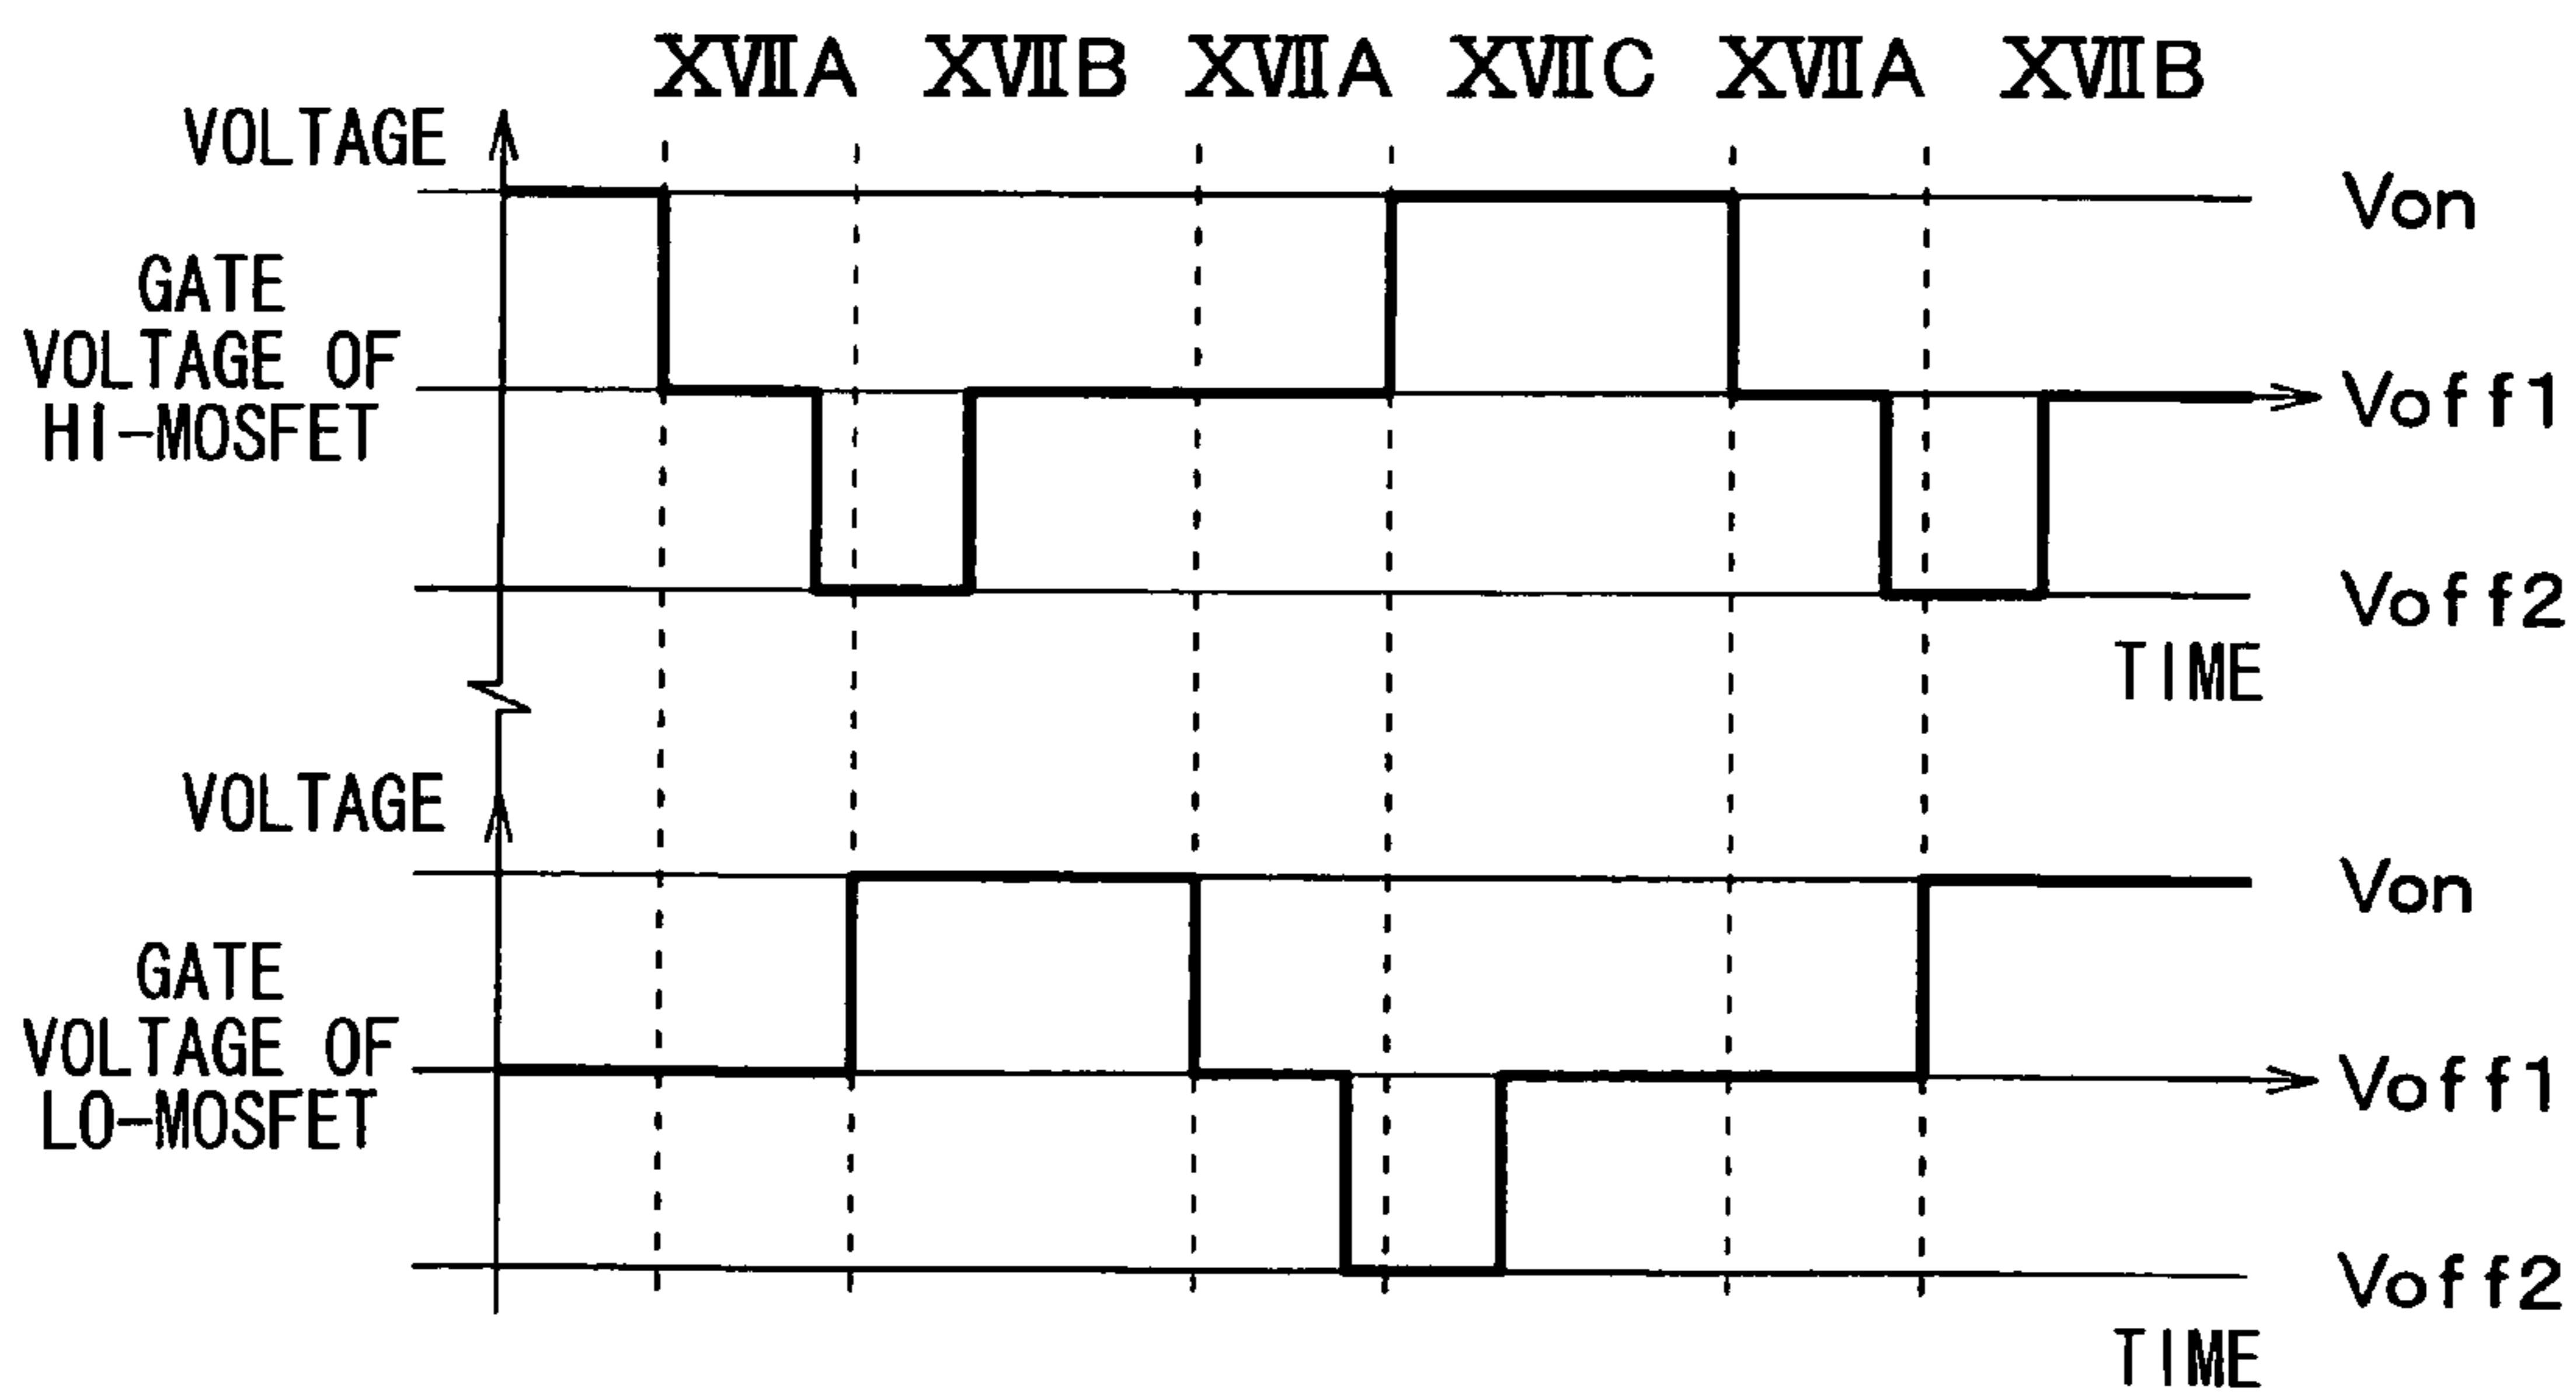 XⅦA XⅦB XⅦA XⅦC XⅦA XⅦB
VOLTAGE
Von
GATE
VOLTAGE OF
HI-MOSFET
Voff1
Voff2
TIME
VOLTAGE
Von
GATE
VOLTAGE OF
LO-MOSFET
Voff1
Voff2
TIME